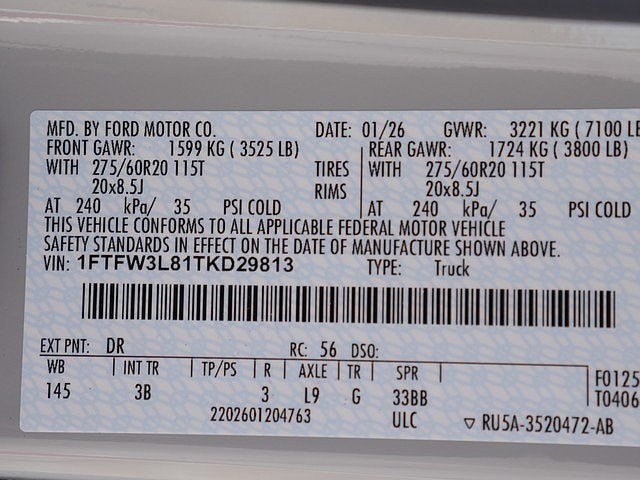 MFD. BY FORD MOTOR CO. DATE: 01/26 GVWR: 3221 KG ( 7100 LB
FRONT GAWR: 1599 KG ( 3525 LB) REAR GAWR: 1724 KG ( 3800 LB)
WITH 275/60R20 115T TIRES WITH 275/60R20 115T
20x8.5J RIMS 20x8.5J
AT 240 kPa/ 35 PSI COLD AT 240 kPa/ 35 PSI COLD
THIS VEHICLE CONFORMS TO ALL APPLICABLE FEDERAL MOTOR VEHICLE
SAFETY STANDARDS IN EFFECT ON THE DATE OF MANUFACTURE SHOWN ABOVE.
VIN: 1FTFW3L81TKD29813 TYPE: Truck
EXT PNT: DR RC: 56 DSO:
WB INT TR TP/PS R AXLE TR SPR F0125
145 3B 3 L9 G 33BB T0406
2202601204763 ULC ▽ RU5A-3520472-AB